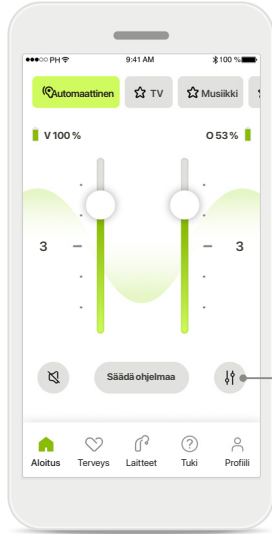 PH 9:41 AM 100 %
Automaattinen TV Musiikki
V 100 % O 53 %
3 3
Säädä ohjelmaa
Aloitus Terveys Laitteet Tuki Profiili